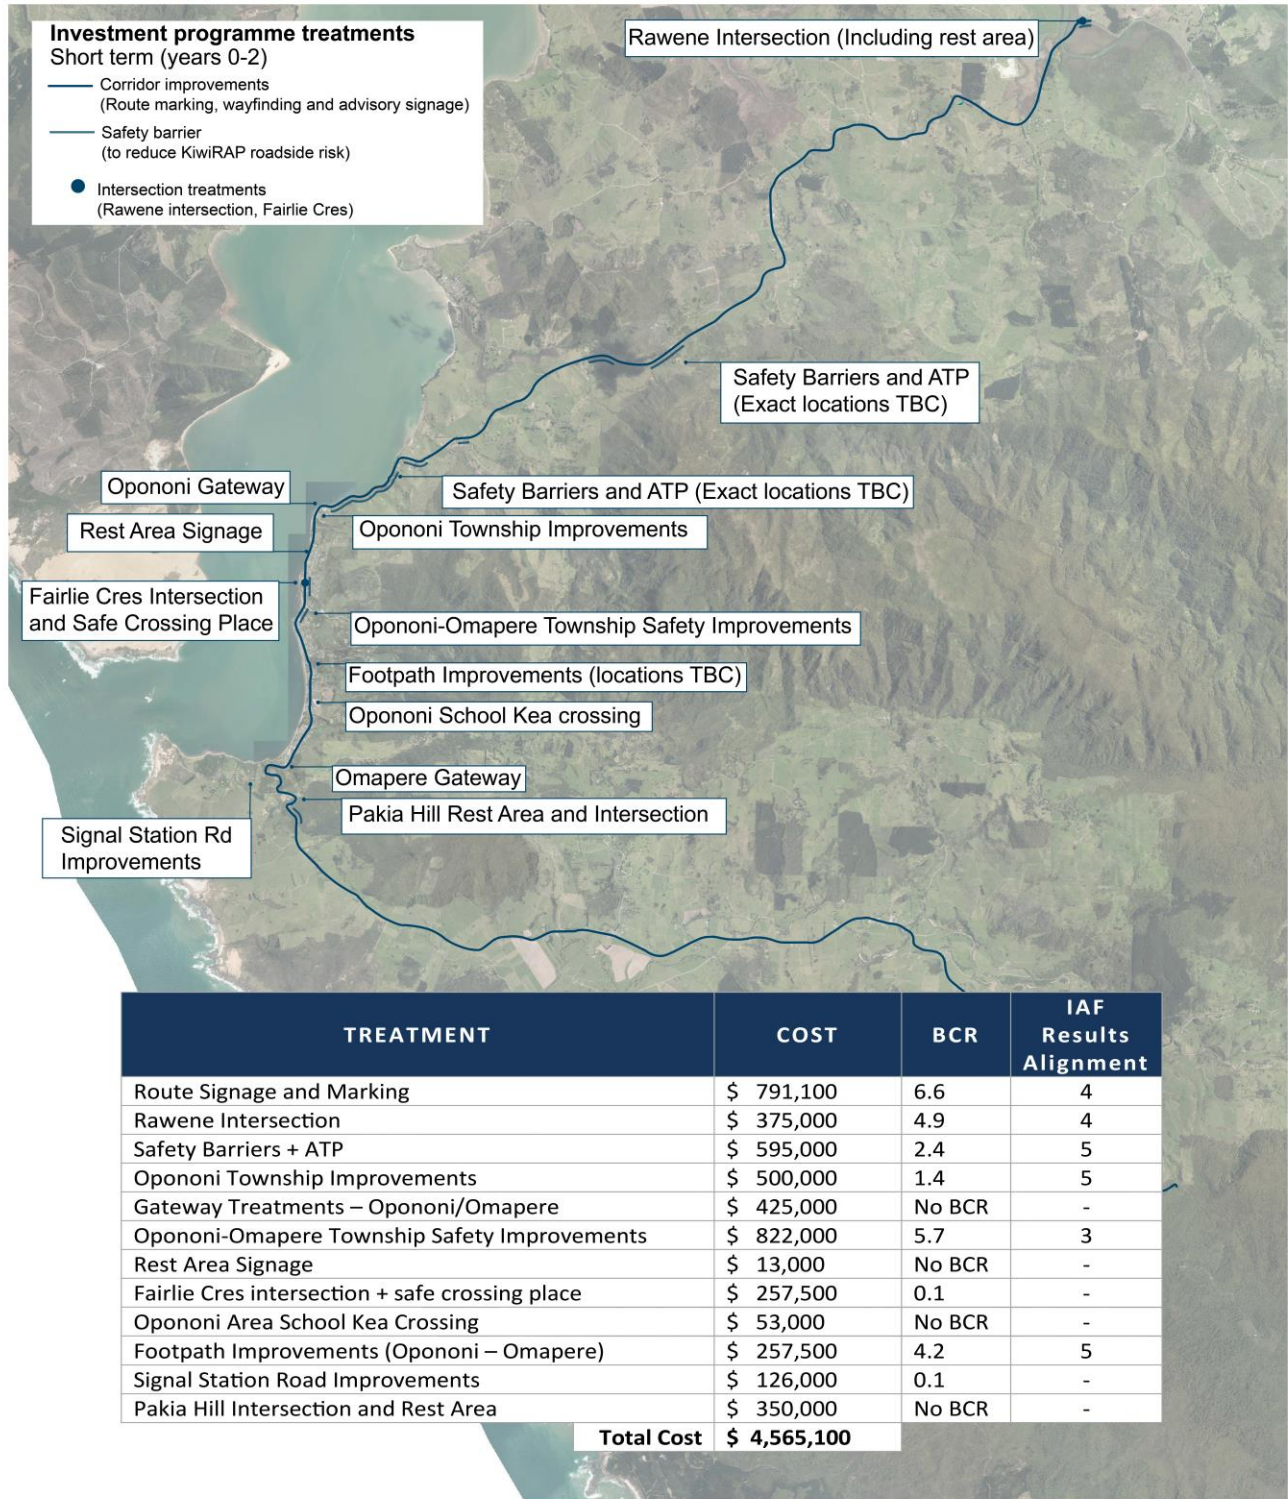 Investment programme treatments
Short term (years 0-2)
Corridor improvements
(Route marking, wayfinding and advisory signage)
Safety barrier
(to reduce KiwiRAP roadside risk)
Intersection treatments
(Rawene intersection, Fairlie Cres)
Rawene Intersection (Including rest area)
Safety Barriers and ATP
(Exact locations TBC)
Opononi Gateway
Safety Barriers and ATP (Exact locations TBC)
Rest Area Signage
Opononi Township Improvements
Fairlie Cres Intersection
and Safe Crossing Place
Opononi-Omapere Township Safety Improvements
Footpath Improvements (locations TBC)
Opononi School Kea crossing
Omapere Gateway
Pakia Hill Rest Area and Intersection
Signal Station Rd
Improvements
TREATMENT COST BCR IAF Results Alignment
Route Signage and Marking $ 791,100 6.6 4
Rawene Intersection $ 375,000 4.9 4
Safety Barriers + ATP $ 595,000 2.4 5
Opononi Township Improvements $ 500,000 1.4 5
Gateway Treatments – Opononi/Omapere $ 425,000 No BCR -
Opononi-Omapere Township Safety Improvements $ 822,000 5.7 3
Rest Area Signage $ 13,000 No BCR -
Fairlie Cres intersection + safe crossing place $ 257,500 0.1 -
Opononi Area School Kea Crossing $ 53,000 No BCR -
Footpath Improvements (Opononi – Omapere) $ 257,500 4.2 5
Signal Station Road Improvements $ 126,000 0.1 -
Pakia Hill Intersection and Rest Area $ 350,000 No BCR -
Total Cost $ 4,565,100